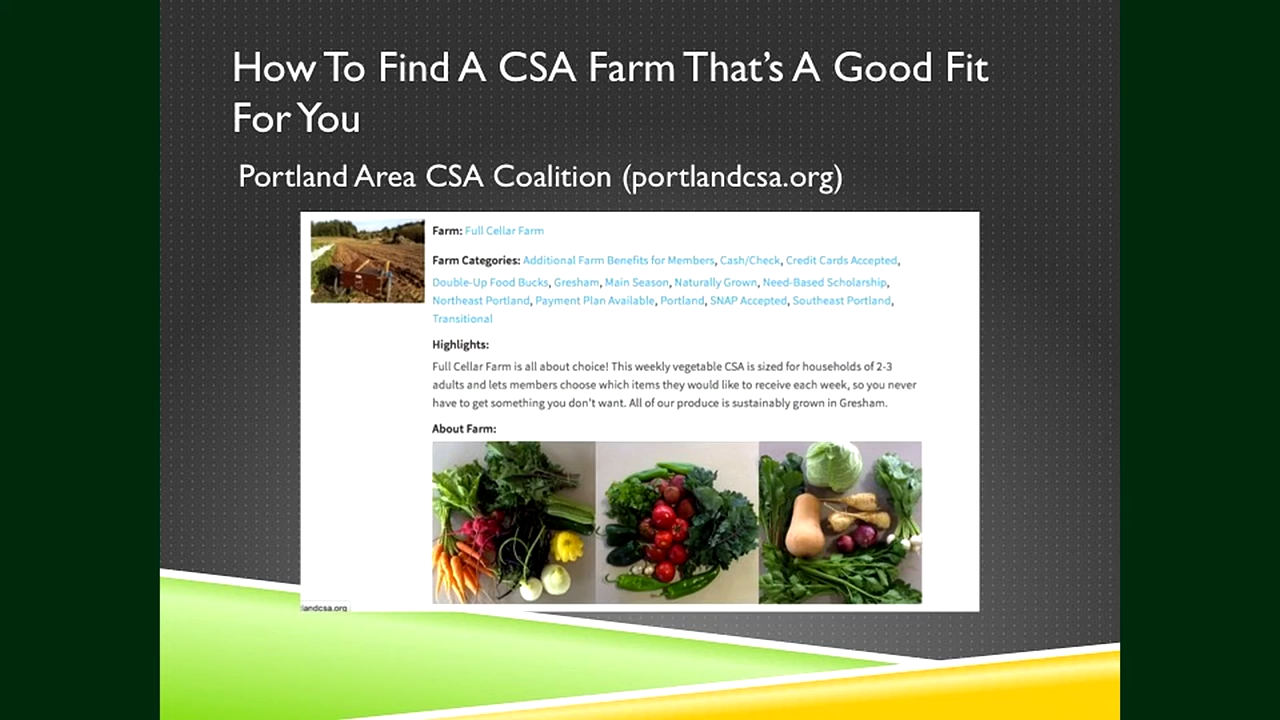 How To Find A CSA Farm That's A Good Fit
For You
Portland Area CSA Coalition (portlandcsa.org)
Farm: Full Cellar Farm
Farm Categories: Additional Farm Benefits for Members, Cash/Check, Credit Cards Accepted,
Double-Up Food Bucks, Gresham, Main Season, Naturally Grown, Need-Based Scholarship,
Northeast Portland, Payment Plan Available, Portland, SNAP Accepted, Southeast Portland,
Transitional
Highlights:
Full Cellar Farm is all about choice! This weekly vegetable CSA is sized for households of 2-3
adults and lets members choose which items they would like to receive each week, so you never
have to get something you don't want. All of our produce is sustainably grown in Gresham.
About Farm:
landcsa.org